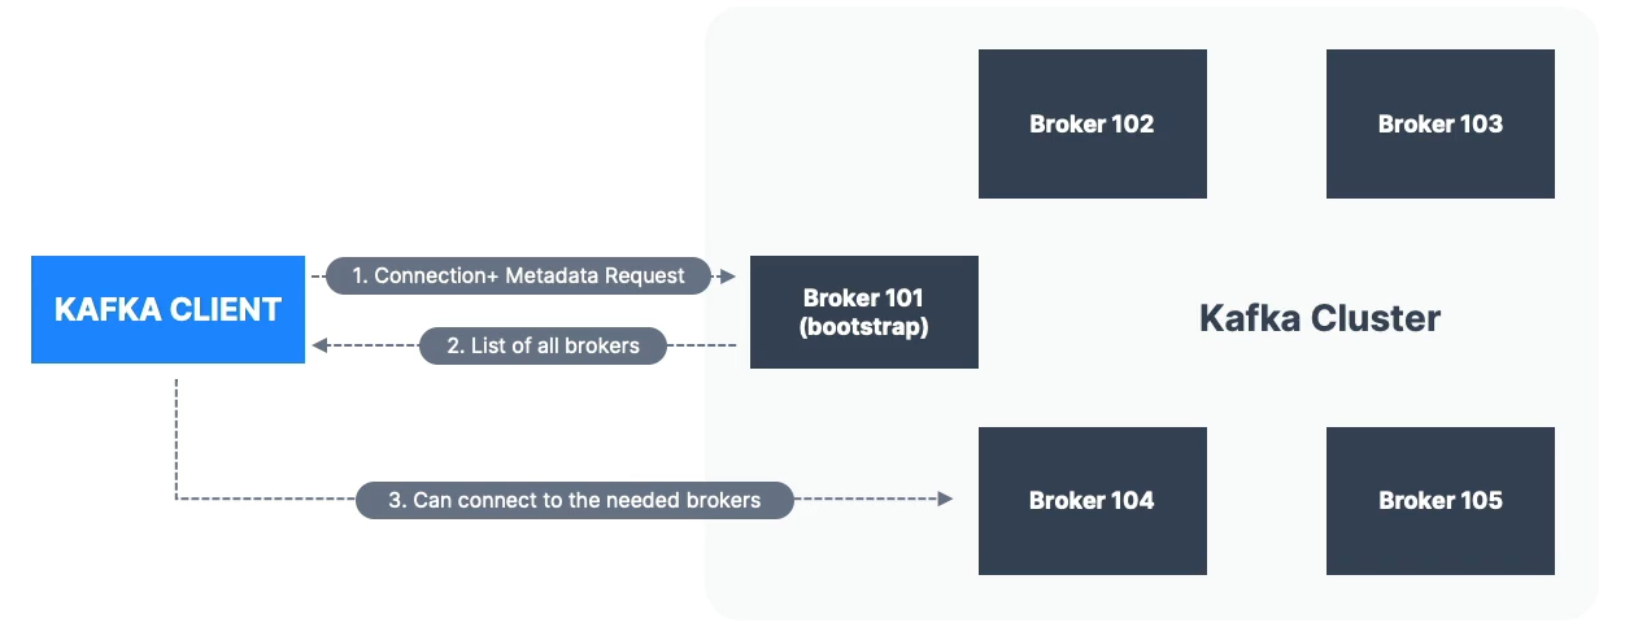 Broker 102
Broker 103
KAFKA CLIENT
1. Connection+ Metadata Request
2. List of all brokers
Broker 101
(bootstrap)
Kafka Cluster
3. Can connect to the needed brokers
Broker 104
Broker 105